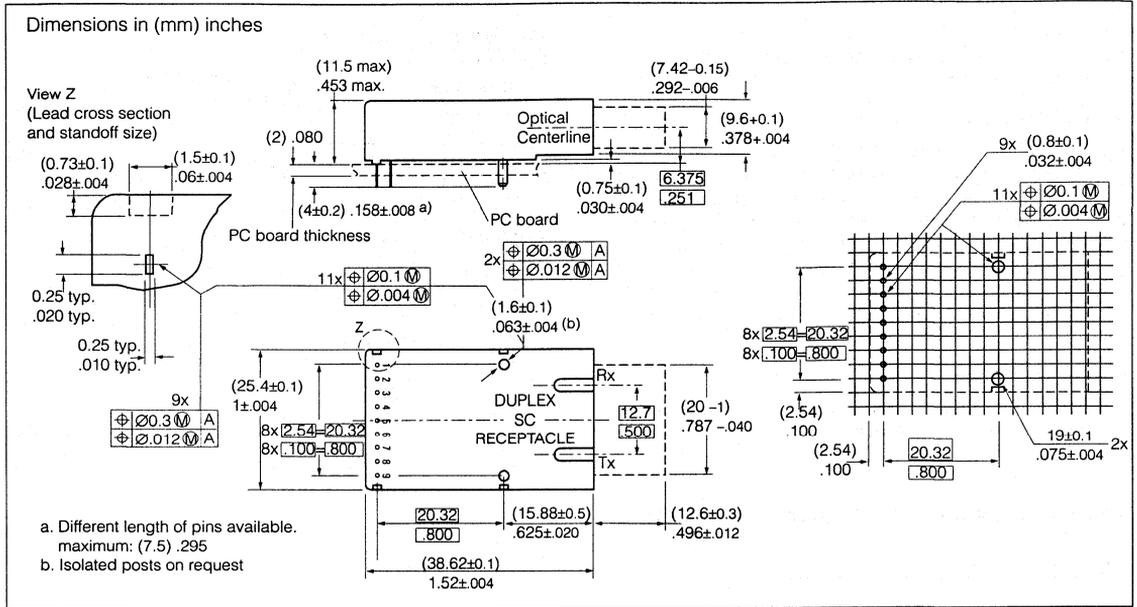 Dimensions in (mm) inches
View Z
(Lead cross section
and standoff size)
(0.73±0.1)
.028±.004
(1.5±0.1)
.06±.004
0.25 typ.
.020 typ.
0.25 typ.
.010 typ.
9x
⌖ Ø0.3 Ⓜ A
⌖ Ø.012 Ⓜ A
(11.5 max)
.453 max.
(2) .080
(4±0.2) .158±.008 a)
PC board thickness
PC board
Optical
Centerline
(7.42–0.15)
.292–.006
(9.6+0.1)
.378+.004
(0.75±0.1)
.030±.004
6.375
.251
2x
⌖ Ø0.3 Ⓜ A
⌖ Ø.012 Ⓜ A
11x
⌖ Ø0.1 Ⓜ
⌖ Ø.004 Ⓜ
(1.6±0.1)
.063±.004 (b)
Z
(25.4±0.1)
1±.004
1
2
3
4
5
6
7
8
9
8x 2.54=20.32
8x .100=.800
DUPLEX
SC
RECEPTACLE
Rx
Tx
12.7
.500
(20 –1)
.787 –.040
20.32
.800
(15.88±0.5)
.625±.020
(12.6±0.3)
.496±.012
(38.62±0.1)
1.52±.004
9x (0.8±0.1)
.032±.004
11x
⌖ Ø0.1 Ⓜ
⌖ Ø.004 Ⓜ
8x 2.54=20.32
8x .100=.800
(2.54)
.100
(2.54)
.100
20.32
.800
19±0.1
.075±.004
2x
a. Different length of pins available.
maximum: (7.5) .295
b. Isolated posts on request